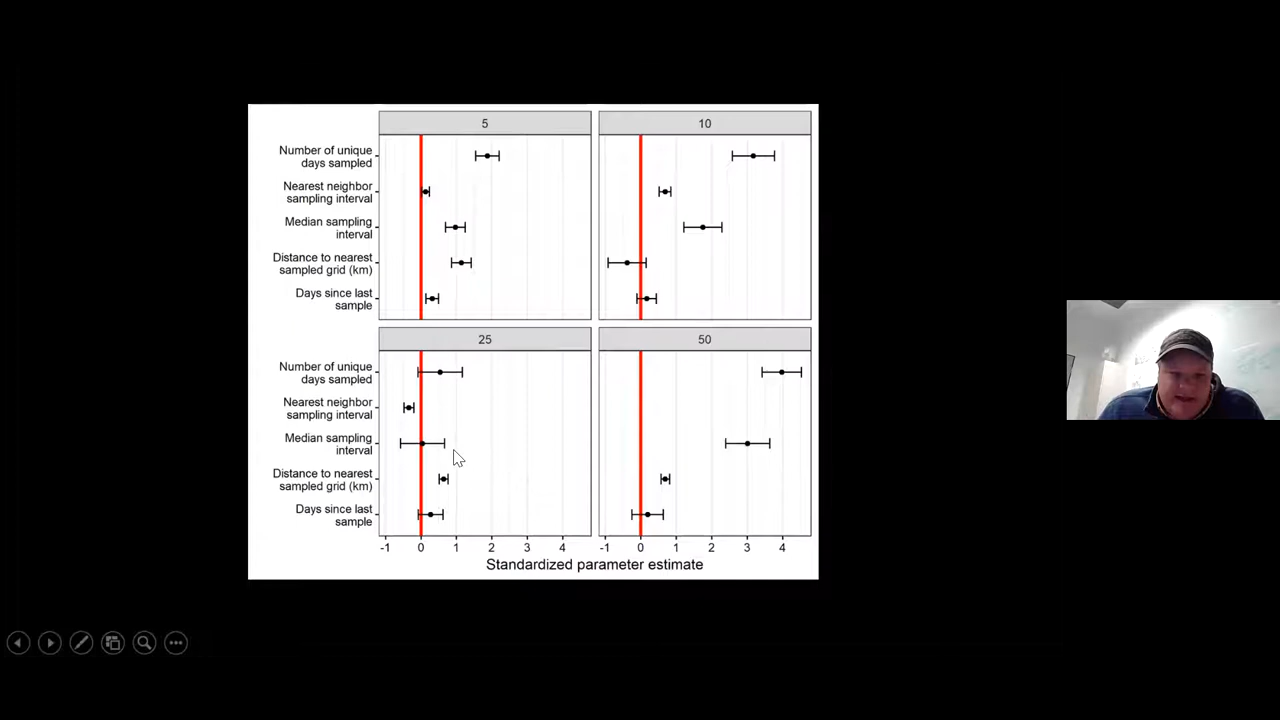 5
10
Number of unique
days sampled
Nearest neighbor
sampling interval
Median sampling
interval
Distance to nearest
sampled grid (km)
Days since last
sample
25
50
Number of unique
days sampled
Nearest neighbor
sampling interval
Median sampling
interval
Distance to nearest
sampled grid (km)
Days since last
sample
-1 0 1 2 3 4
-1 0 1 2 3 4
Standardized parameter estimate